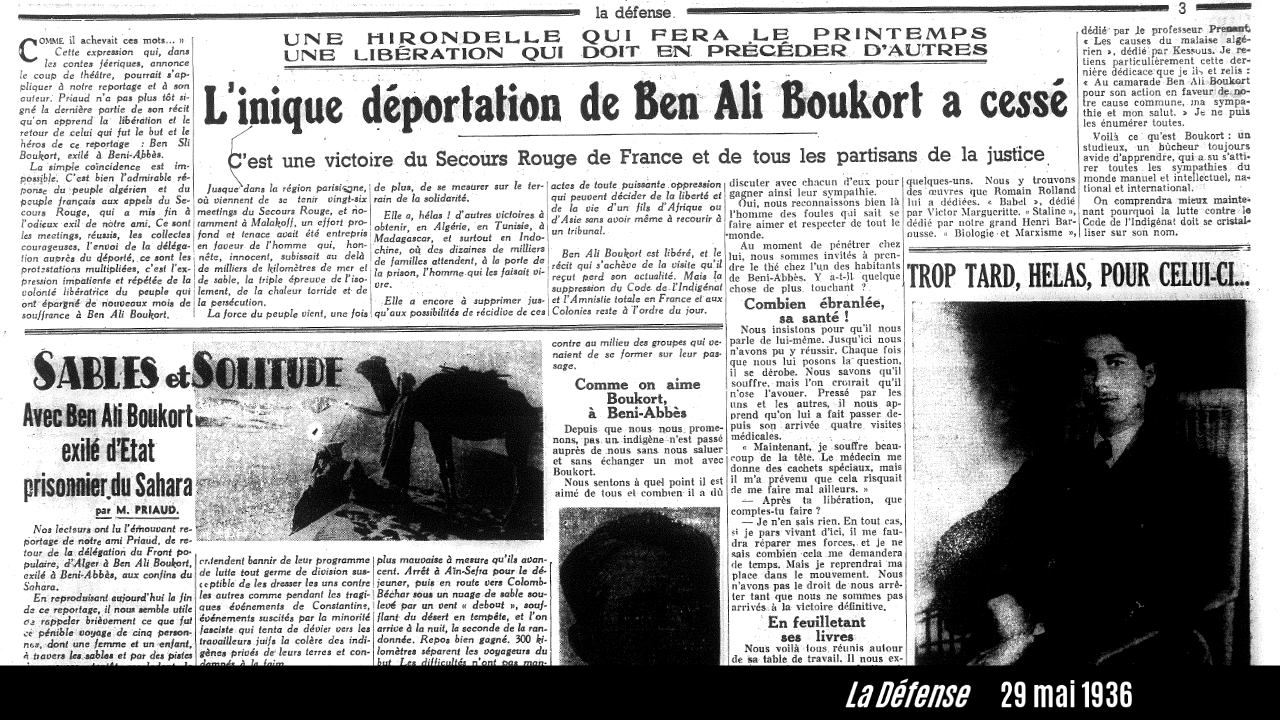 la défense.
3
UNE HIRONDELLE QUI FERA LE PRINTEMPS
UNE LIBÉRATION QUI DOIT EN PRÉCÉDER D'AUTRES
L'inique déportation de Ben Ali Boukort a cessé
C'est une victoire du Secours Rouge de France et de tous les partisans de la justice
COMME il achevait ces mots... »
Cette expression qui, dans
les contes féeriques, annonce
le coup de théâtre, pourrait s'ap-
pliquer à notre reportage et à son
auteur. Priaud n'a pas plus tôt si-
gné la dernière partie de son récit
qu'on apprend la libération et le
retour de celui qui fut le but et le
héros de ce reportage : Ben Sli
Boukort, exilé à Beni-Abbès.
La simple coïncidence est im-
possible. C'est bien l'admirable ré-
ponse du peuple algérien et du
peuple français aux appels du Se-
cours Rouge, qui a mis fin à
l'odieux exil de notre ami. Ce sont
les meetings, réunis, les collectes
courageuses, l'envoi de la déléga-
tion auprès du déporté, ce sont les
protestations multipliées, c'est l'ex-
pression impatiente et répétée de la
volonté libératrice du peuple qui
ont épargné de nouveaux mois de
souffrance à Ben Ali Boukort.
Jusque dans la région parisienne,
où viennent de se tenir vingt-six
meetings du Secours Rouge, et no-
tamment à Malakoff, un effort pro-
fond et tenace avait été entrepris
en faveur de l'homme qui, hon-
nête, innocent, subissait au delà
de milliers de kilomètres de mer et
de sable, la triple épreuve de l'iso-
lement, de la chaleur torride et de
la persécution.
La force du peuple vient, une fois
de plus, de se mesurer sur le ter-
rain de la solidarité.
Elle a, hélas ! d'autres victoires à
obtenir, en Algérie, en Tunisie, à
Madagascar, et surtout en Indo-
chine, où des dizaines de milliers
de familles attendent, à la porte de
la prison, l'homme qui les faisait vi-
vre.
Elle a encore à supprimer jus-
qu'aux possibilités de récidive de ces
actes de toute puissante oppression
qui peuvent décider de la liberté et
de la vie d'un fils d'Afrique ou
d'Asie sans avoir même à recourir à
un tribunal.
Ben Ali Boukort est libéré, et le
récit qui s'achève de la visite qu'il
reçut perd son actualité. Mais la
suppression du Code de l'Indigénat
et l'Amnistie totale en France et aux
Colonies reste à l'ordre du jour.
SABLES et SOLITUDE
Avec Ben Ali Boukort
exilé d'Etat
prisonnier du Sahara
par M. PRIAUD.
Nos lecteurs ont lu l'émouvant re-
portage de notre ami Priaud, de re-
tour de la délégation du Front po-
pulaire, d'Alger à Ben Ali Boukort,
exilé à Beni-Abbès, aux confins du
Sahara.
En reproduisant aujourd'hui la fin
de ce reportage, il nous semble utile
de rappeler brièvement ce que fut
ce pénible voyage de cinq person-
nes, dont une femme et un enfant,
à travers les sables et par des pistes
entendent bannir de leur programme
de lutte tout germe de division sus-
ceptible de les dresser les uns contre
les autres comme pendant les tragi-
ques événements de Constantine,
événements suscités par la minorité
fasciste qui tenta de dévier vers les
travailleurs juifs la colère des indi-
gènes privés de leurs terres et con-
damnés à la faim.
plus mauvaise à mesure qu'ils avan-
cent. Arrêt à Aïn-Sefra pour le dé-
jeuner, puis en route vers Colomb-
Béchar sous un nuage de sable sou-
levé par un vent « debout », souf-
flant du désert en tempête, et l'on
arrive à la nuit, la seconde de la ran-
donnée. Repos bien gagné. 300 ki-
lomètres séparent les voyageurs du
but. Les difficultés n'ont pas man-
contre au milieu des groupes qui ve-
naient de se former sur leur pas-
sage.
Comme on aime
Boukort,
à Beni-Abbès
Depuis que nous nous prome-
nons, pas un indigène n'est passé
auprès de nous sans nous saluer
et sans échanger un mot avec
Boukort.
Nous sentons à quel point il est
aimé de tous et combien il a dû
discuter avec chacun d'eux pour
gagner ainsi leur sympathie.
Oui, nous reconnaissons bien là
l'homme des foules qui sait se
faire aimer et respecter de tout le
monde.
Au moment de pénétrer chez
lui, nous sommes invités à pren-
dre le thé chez l'un des habitants
de Beni-Abbès. Y a-t-il quelque
chose de plus touchant ?
Combien ébranlée,
sa santé !
Nous insistons pour qu'il nous
parle de lui-même. Jusqu'ici nous
n'avons pu y réussir. Chaque fois
que nous lui posons la question,
il se dérobe. Nous savons qu'il
souffre, mais l'on croirait qu'il
n'ose l'avouer. Pressé par les
uns et les autres, il nous ap-
prend qu'on lui a fait passer de-
puis son arrivée quatre visites
médicales.
« Maintenant, je souffre beau-
coup de la tête. Le médecin me
donne des cachets spéciaux, mais
il m'a prévenu que cela risquait
de me faire mal ailleurs. »
— Après ta libération, que
comptes-tu faire ?
— Je n'en sais rien. En tout cas,
si je pars vivant d'ici, il me fau-
dra réparer mes forces, et je ne
sais combien cela me demandera
de temps. Mais je reprendrai ma
place dans le mouvement. Nous
n'avons pas le droit de nous arrê-
ter tant que nous ne sommes pas
arrivés à la victoire définitive.
En feuilletant
ses livres
Nous voilà tous réunis autour
de sa table de travail. Il nous ex-
quelques-uns. Nous y trouvons
des œuvres que Romain Rolland
lui a dédiées. « Babel », dédié
par Victor Margueritte. « Staline »,
dédié par notre grand Henri Bar-
busse. « Biologie et Marxisme »,
dédié par le professeur Prenant,
« Les causes du malaise algé-
rien », dédié par Kessous. Je re-
tiens particulièrement cette der-
nière dédicace que je lis et relis :
« Au camarade Ben Ali Boukort
pour son action en faveur de no-
tre cause commune, ma sympa-
thie et mon salut. » Je ne puis
les énumérer toutes.
Voilà ce qu'est Boukort : un
studieux, un bûcheur toujours
avide d'apprendre, qui a su s'atti-
rer toutes les sympathies du
monde manuel et intellectuel, na-
tional et international.
On comprendra mieux mainte-
nant pourquoi la lutte contre le
Code de l'Indigénat doit se cristal-
liser sur son nom.
TROP TARD, HELAS, POUR CELUI-CI...
La Défense 29 mai 1936